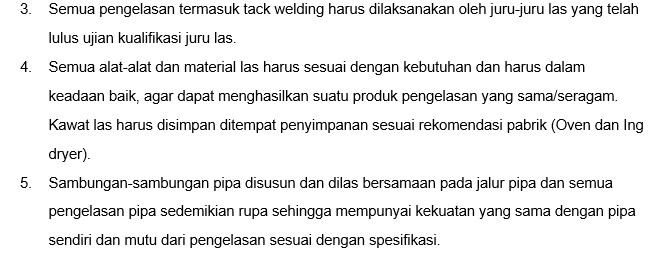 3. Semua pengelasan termasuk tack welding harus dilaksanakan oleh juru-juru las yang telah
lulus ujian kualifikasi juru las.
4. Semua alat-alat dan material las harus sesuai dengan kebutuhan dan harus dalam
keadaan baik, agar dapat menghasilkan suatu produk pengelasan yang sama/seragam.
Kawat las harus disimpan ditempat penyimpanan sesuai rekomendasi pabrik (Oven dan Ing
dryer).
5. Sambungan-sambungan pipa disusun dan dilas bersamaan pada jalur pipa dan semua
pengelasan pipa sedemikian rupa sehingga mempunyai kekuatan yang sama dengan pipa
sendiri dan mutu dari pengelasan sesuai dengan spesifikasi.